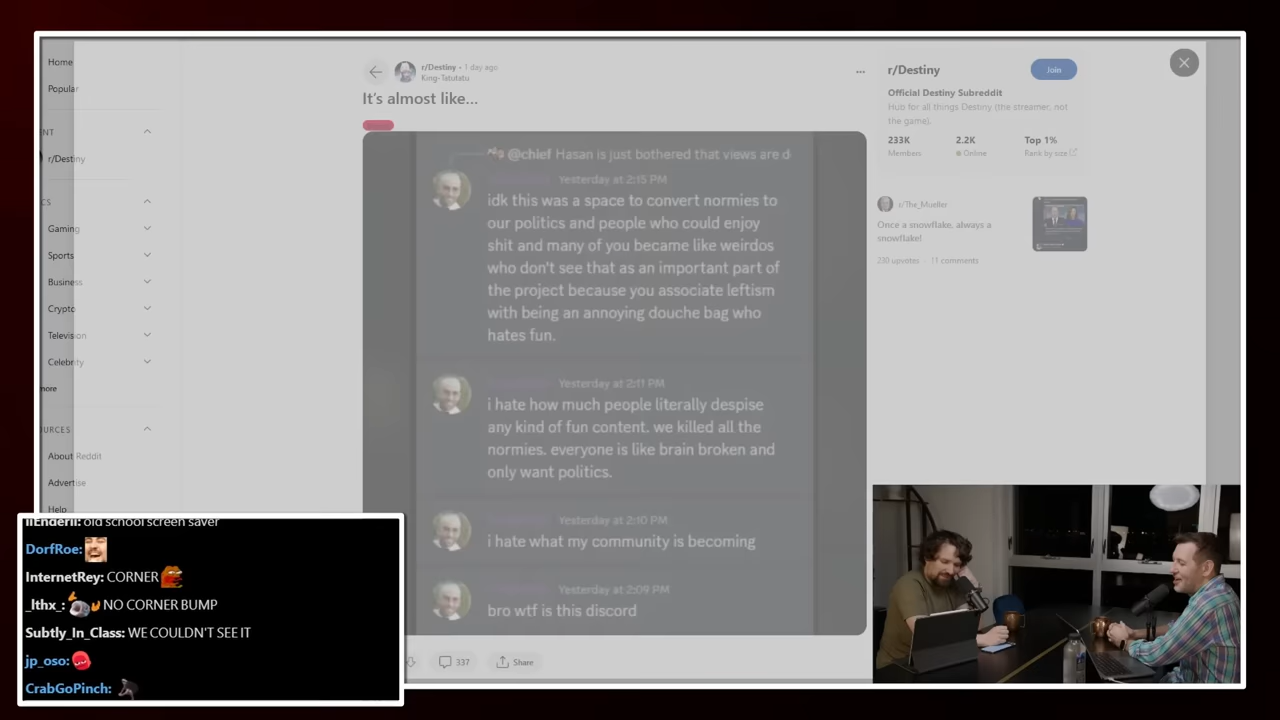 Home
Popular
NT
r/Destiny
CS
Gaming
Sports
Business
Crypto
Television
Celebrity
more
URCES
About Reddit
Advertise
Help
r/Destiny • 1 day ago
King-Tatutatu
It's almost like...
@chief Hasan is just bothered that views are d
Yesterday at 2:15 PM
idk this was a space to convert normies to
our politics and people who could enjoy
shit and many of you became like weirdos
who don't see that as an important part of
the project because you associate leftism
with being an annoying douche bag who
hates fun.
Yesterday at 2:11 PM
i hate how much people literally despise
any kind of fun content. we killed all the
normies. everyone is like brain broken and
only want politics.
Yesterday at 2:10 PM
i hate what my community is becoming
Yesterday at 2:09 PM
bro wtf is this discord
337
Share
r/Destiny
Join
Official Destiny Subreddit
Hub for all things Destiny (the streamer, not
the game).
233K 2.2K Top 1%
Members Online Rank by size
r/The_Mueller
Once a snowflake, always a
snowflake!
230 upvotes · 11 comments
llEnderll: old school screen saver
DorfRoe:
InternetRey: CORNER
_lthx_: NO CORNER BUMP
Subtly_In_Class: WE COULDN'T SEE IT
jp_oso:
CrabGoPinch: